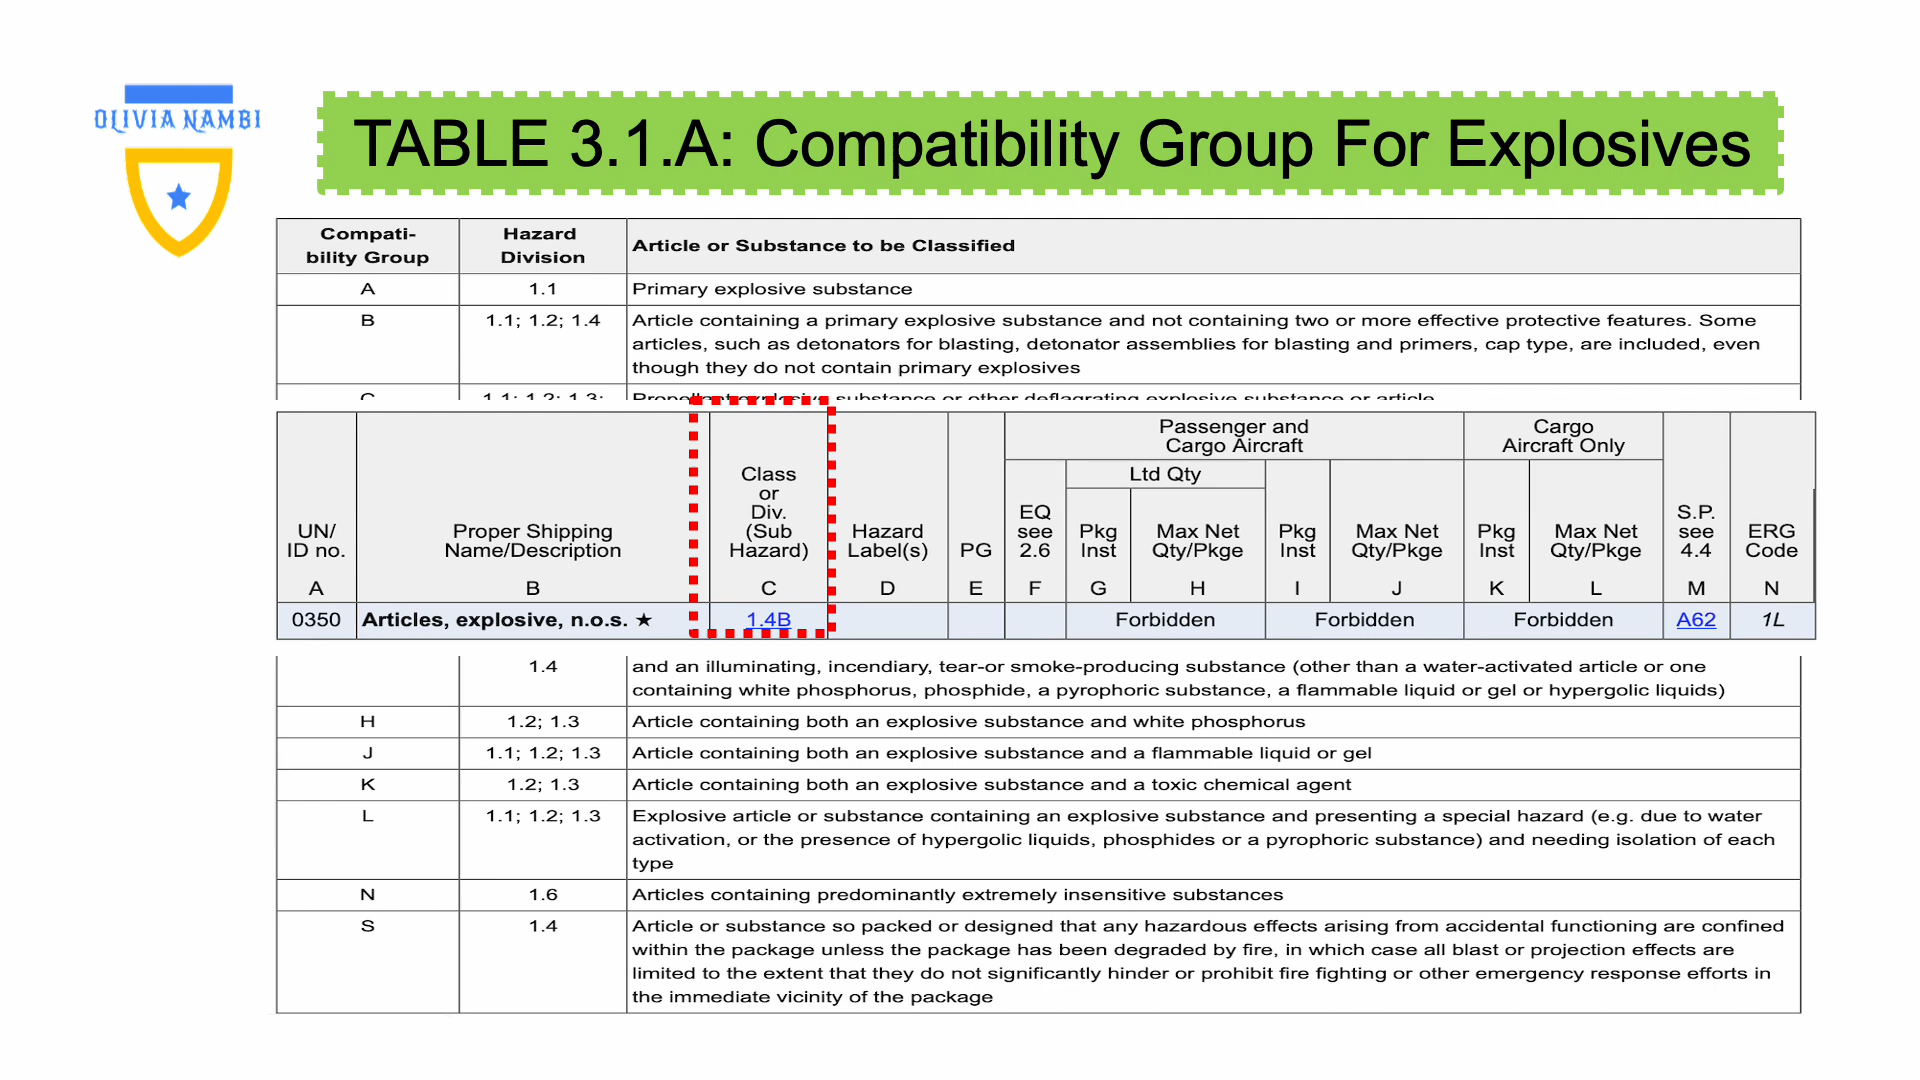 OLIVIA NAMBI
TABLE 3.1.A: Compatibility Group For Explosives
Compati-
bility Group
Hazard
Division
Article or Substance to be Classified
A
1.1
Primary explosive substance
B
1.1; 1.2; 1.4
Article containing a primary explosive substance and not containing two or more effective protective features. Some
articles, such as detonators for blasting, detonator assemblies for blasting and primers, cap type, are included, even
though they do not contain primary explosives
C
1.1; 1.2; 1.3;
Propellant explosive substance or other deflagrating explosive substance or article
UN/
ID no.
A
Proper Shipping
Name/Description
B
Class
or
Div.
(Sub
Hazard)
C
Hazard
Label(s)
D
PG
E
Passenger and
Cargo Aircraft
EQ
see
2.6
F
Ltd Qty
Pkg
Inst
G
Max Net
Qty/Pkge
H
Pkg
Inst
I
Max Net
Qty/Pkge
J
Cargo
Aircraft Only
Pkg
Inst
K
Max Net
Qty/Pkge
L
S.P.
see
4.4
M
ERG
Code
N
0350
Articles, explosive, n.o.s. ★
1.4B
Forbidden
Forbidden
Forbidden
A62
1L
1.4
and an illuminating, incendiary, tear-or smoke-producing substance (other than a water-activated article or one
containing white phosphorus, phosphide, a pyrophoric substance, a flammable liquid or gel or hypergolic liquids)
H
1.2; 1.3
Article containing both an explosive substance and white phosphorus
J
1.1; 1.2; 1.3
Article containing both an explosive substance and a flammable liquid or gel
K
1.2; 1.3
Article containing both an explosive substance and a toxic chemical agent
L
1.1; 1.2; 1.3
Explosive article or substance containing an explosive substance and presenting a special hazard (e.g. due to water
activation, or the presence of hypergolic liquids, phosphides or a pyrophoric substance) and needing isolation of each
type
N
1.6
Articles containing predominantly extremely insensitive substances
S
1.4
Article or substance so packed or designed that any hazardous effects arising from accidental functioning are confined
within the package unless the package has been degraded by fire, in which case all blast or projection effects are
limited to the extent that they do not significantly hinder or prohibit fire fighting or other emergency response efforts in
the immediate vicinity of the package